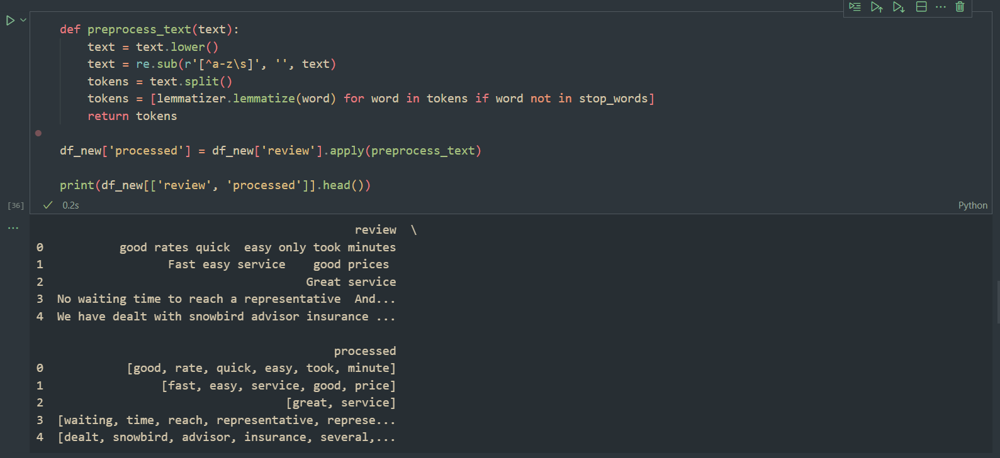 def preprocess_text(text):
    text = text.lower()
    text = re.sub(r'[^a-z\s]', '', text)
    tokens = text.split()
    tokens = [lemmatizer.lemmatize(word) for word in tokens if word not in stop_words]
    return tokens

df_new['processed'] = df_new['review'].apply(preprocess_text)

print(df_new[['review', 'processed']].head())
[36] 0.2s Python
                                              review  \
0           good rates quick  easy only took minutes
1                  Fast easy service    good prices
2                                      Great service
3  No waiting time to reach a representative  And...
4  We have dealt with snowbird advisor insurance ...

                                           processed
0            [good, rate, quick, easy, took, minute]
1                 [fast, easy, service, good, price]
2                                   [great, service]
3  [waiting, time, reach, representative, represe...
4  [dealt, snowbird, advisor, insurance, several,...